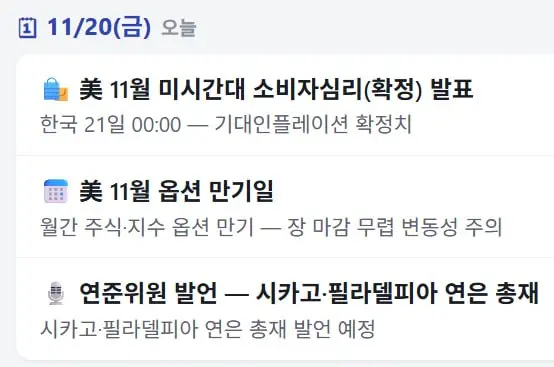 11/20(금) 오늘
美 11월 미시간대 소비자심리(확정) 발표
한국 21일 00:00 — 기대인플레이션 확정치
美 11월 옵션 만기일
월간 주식·지수 옵션 만기 — 장 마감 무렵 변동성 주의
연준위원 발언 — 시카고·필라델피아 연은 총재
시카고·필라델피아 연은 총재 발언 예정